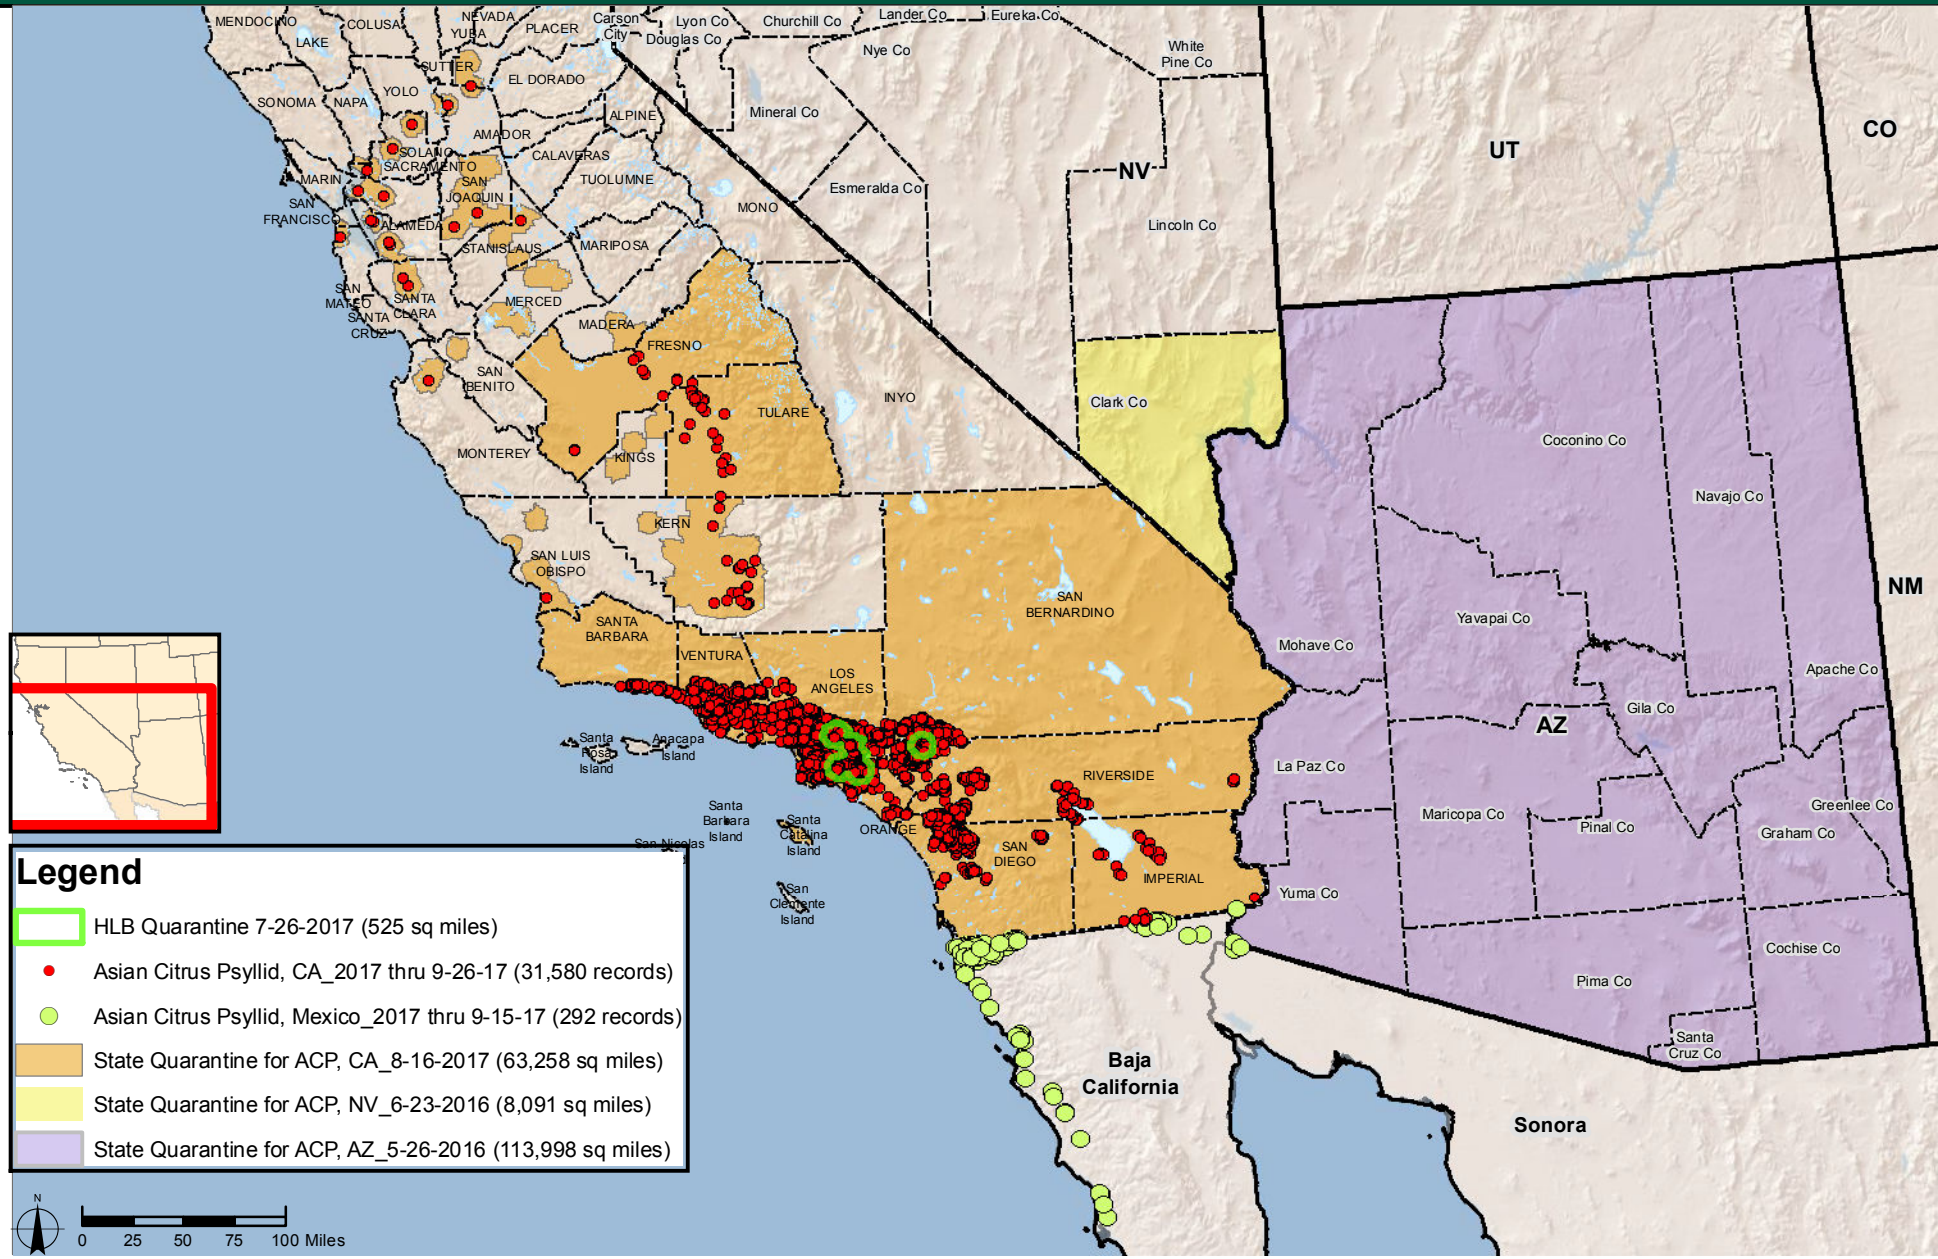 MENDOCINO
COLUSA
NEVADA
YUBA
PLACER
Carson
City
Lyon Co
Douglas Co
Churchill Co
Lander Co
Eureka Co
Nye Co
White
Pine Co
LAKE
SUTTER
EL DORADO
SONOMA
NAPA
YOLO
ALPINE
Mineral Co
UT
CO
AMADOR
SOLANO
SACRAMENTO
CALAVERAS
MARIN
SAN
JOAQUIN
TUOLUMNE
Esmeralda Co
NV
SAN
FRANCISCO
ALAMEDA
MONO
Lincoln Co
STANISLAUS
MARIPOSA
SAN
MATEO
SANTA
CLARA
SANTA
CRUZ
MERCED
MADERA
FRESNO
SAN
BENITO
TULARE
INYO
Clark Co
MONTEREY
KINGS
Coconino Co
Navajo Co
KERN
SAN LUIS
OBISPO
SAN
BERNARDINO
NM
SANTA
BARBARA
VENTURA
LOS
ANGELES
Mohave Co
Yavapai Co
Apache Co
Gila Co
AZ
Santa
Rosa
Island
Anacapa
Island
RIVERSIDE
La Paz Co
Maricopa Co
Pinal Co
Greenlee Co
Graham Co
Santa
Barbara
Island
Santa
Catalina
Island
ORANGE
San Nicolas
SAN
DIEGO
IMPERIAL
Yuma Co
San
Clemente
Island
Cochise Co
Pima Co
Santa
Cruz Co
Baja
California
Sonora
Legend
HLB Quarantine 7-26-2017 (525 sq miles)
Asian Citrus Psyllid, CA_2017 thru 9-26-17 (31,580 records)
Asian Citrus Psyllid, Mexico_2017 thru 9-15-17 (292 records)
State Quarantine for ACP, CA_8-16-2017 (63,258 sq miles)
State Quarantine for ACP, NV_6-23-2016 (8,091 sq miles)
State Quarantine for ACP, AZ_5-26-2016 (113,998 sq miles)
N
0 25 50 75 100 Miles